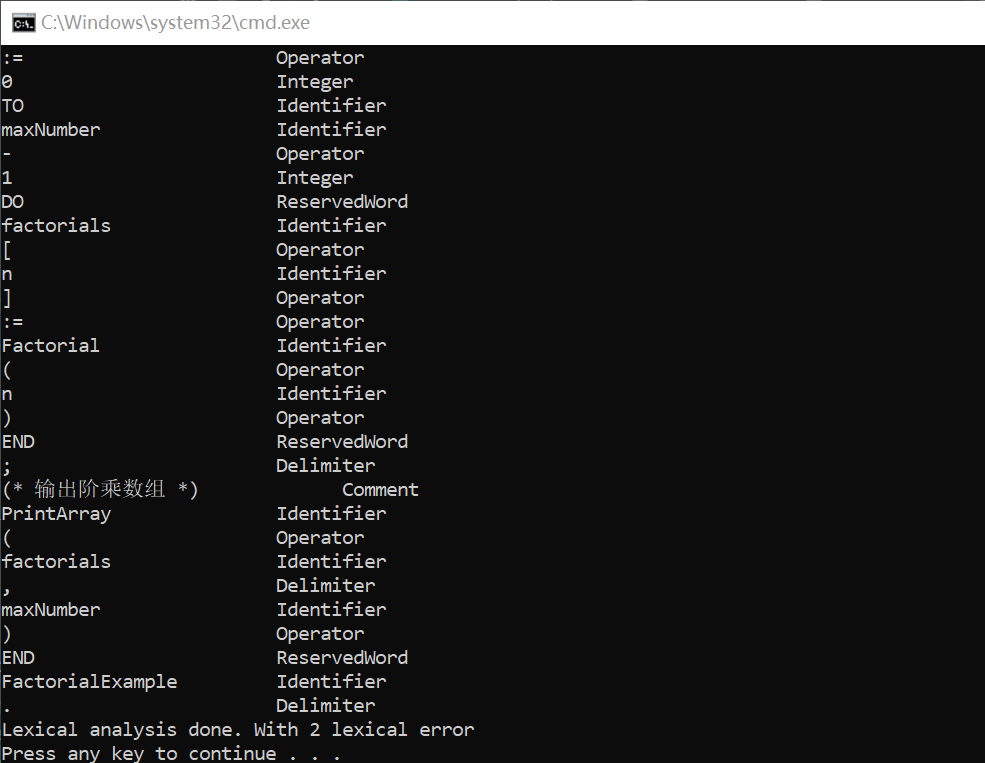 C:\Windows\system32\cmd.exe
:= Operator
0 Integer
TO Identifier
maxNumber Identifier
- Operator
1 Integer
DO ReservedWord
factorials Identifier
[ Operator
n Identifier
] Operator
:= Operator
Factorial Identifier
( Operator
n Identifier
) Operator
END ReservedWord
; Delimiter
(* 输出阶乘数组 *) Comment
PrintArray Identifier
( Operator
factorials Identifier
, Delimiter
maxNumber Identifier
) Operator
END ReservedWord
FactorialExample Identifier
. Delimiter
Lexical analysis done. With 2 lexical error
Press any key to continue . . .